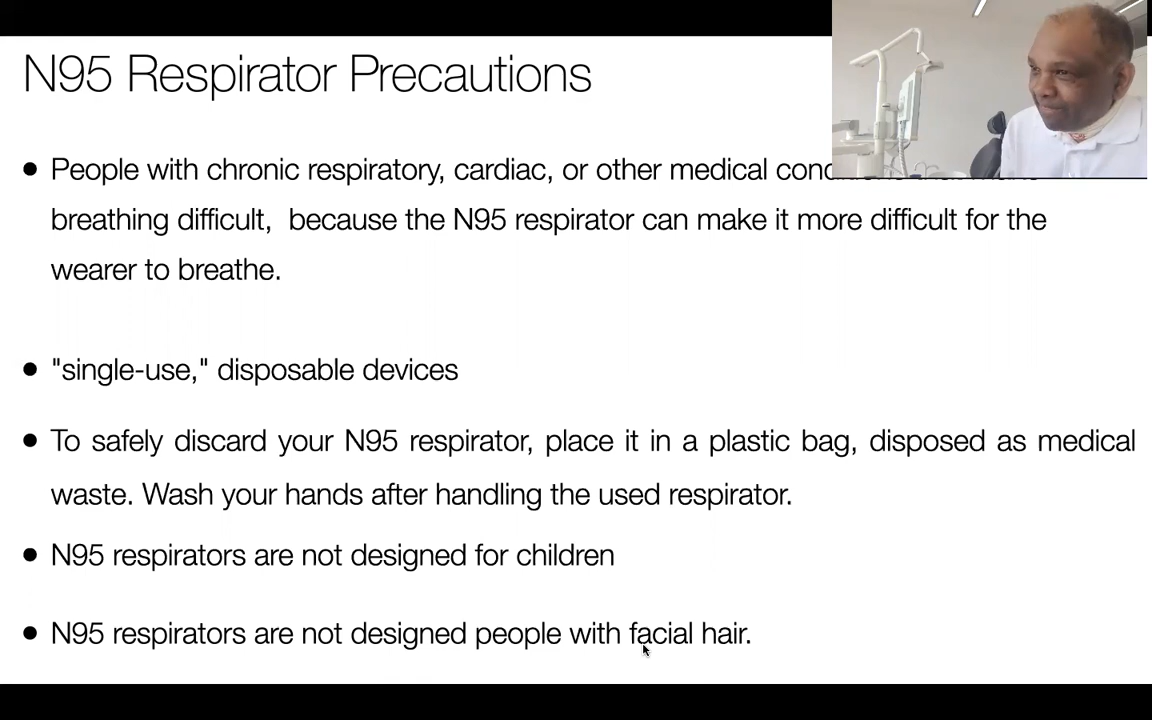 N95 Respirator Precautions
• People with chronic respiratory, cardiac, or other medical
breathing difficult,  because the N95 respirator can make it more difficult for the
wearer to breathe.
• "single-use," disposable devices
• To safely discard your N95 respirator, place it in a plastic bag, disposed as medical
waste. Wash your hands after handling the used respirator.
• N95 respirators are not designed for children
• N95 respirators are not designed people with facial hair.